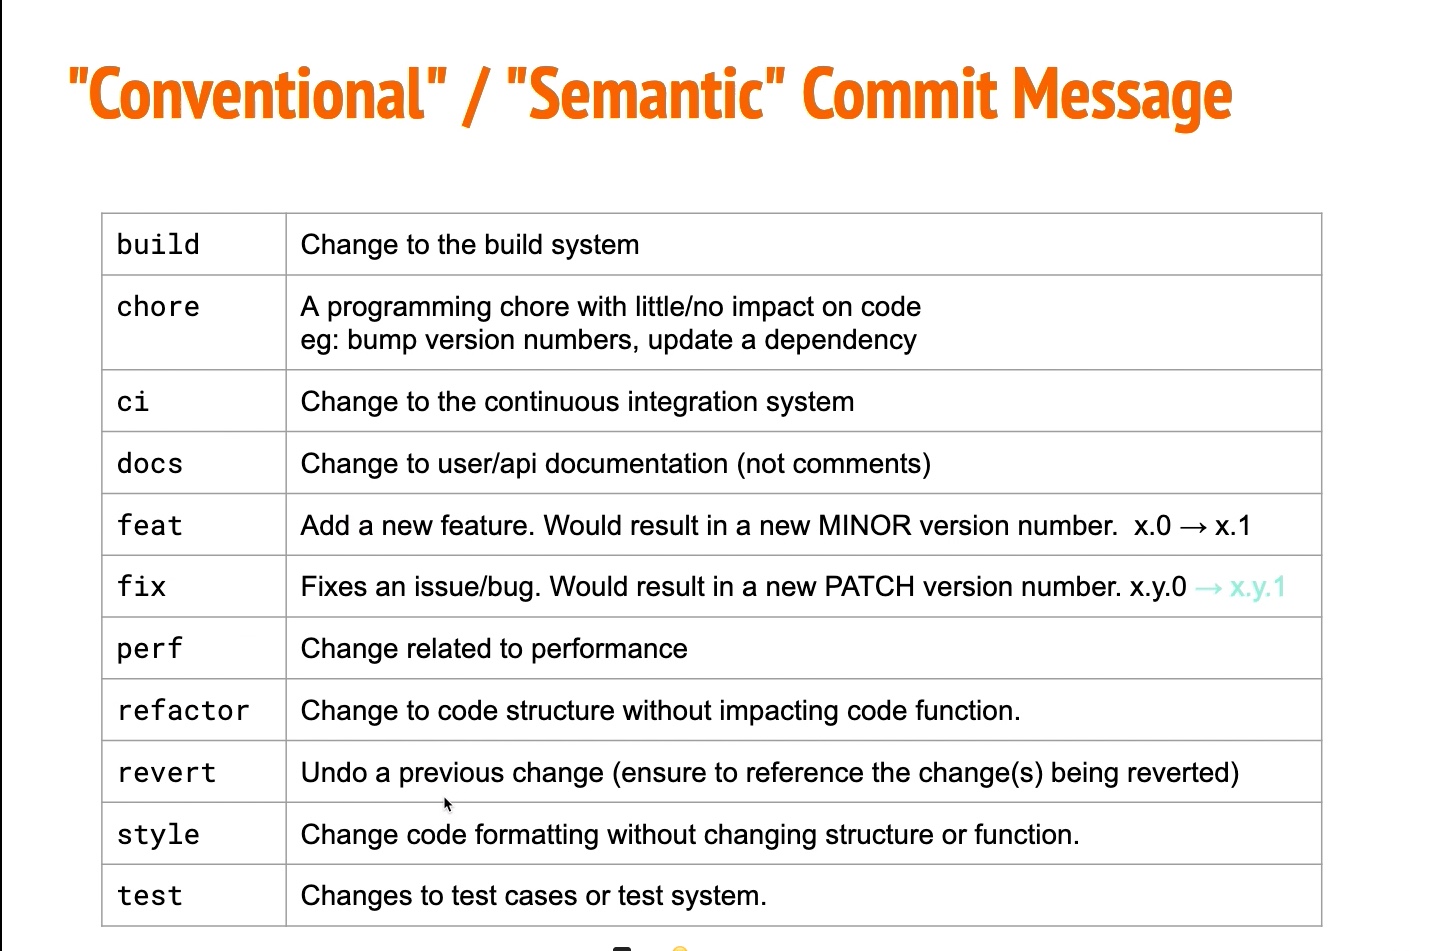 "Conventional" / "Semantic" Commit Message
build Change to the build system
chore A programming chore with little/no impact on code
eg: bump version numbers, update a dependency
ci Change to the continuous integration system
docs Change to user/api documentation (not comments)
feat Add a new feature. Would result in a new MINOR version number. x.0 → x.1
fix Fixes an issue/bug. Would result in a new PATCH version number. x.y.0 → x.y.1
perf Change related to performance
refactor Change to code structure without impacting code function.
revert Undo a previous change (ensure to reference the change(s) being reverted)
style Change code formatting without changing structure or function.
test Changes to test cases or test system.